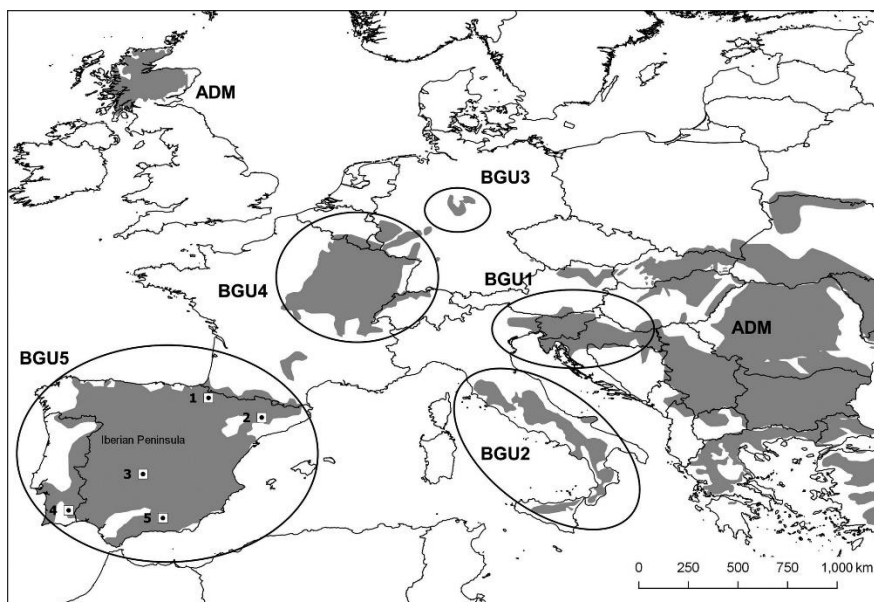 ADM
BGU3
BGU4
BGU1
ADM
BGU5
1
2
Iberian Peninsula
BGU2
3
4
5
0 250 500 750 1,000 km